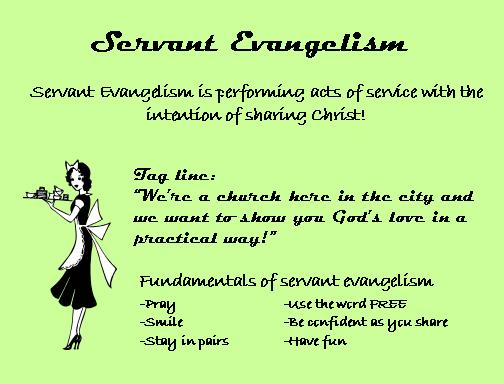 Servant Evangelism
Servant Evangelism is performing acts of service with the
intention of sharing Christ!
Tag line:
"We're a church here in the city and
we want to show you God's love in a
practical way!"
Fundamentals of servant evangelism
-Pray -Use the word FREE
-Smile -Be confident as you share
-Stay in pairs -Have fun